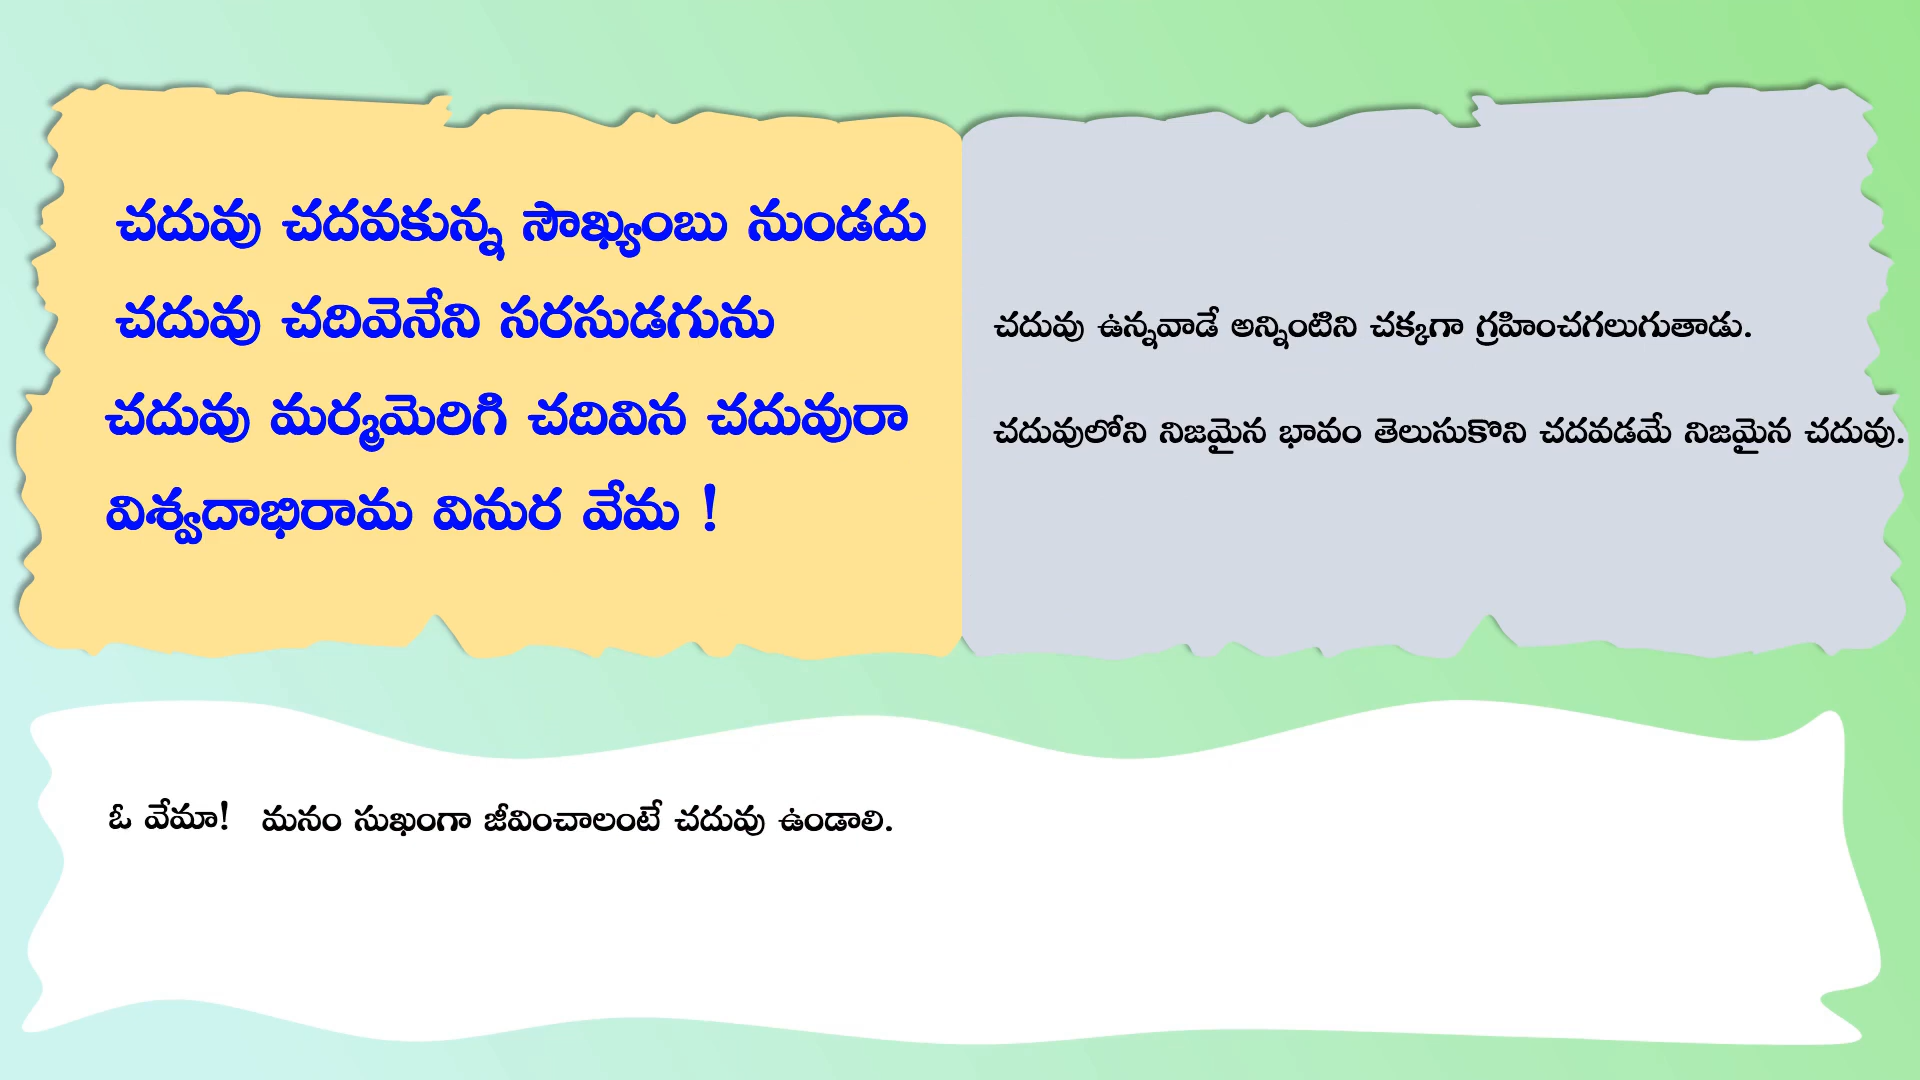 చదువు చదవకున్న సౌఖ్యంబు నుండదు
చదువు చదివెనేని సరసుడగును
చదువు మర్మమెరిగి చదివిన చదువురా
విశ్వదాభిరామ వినుర వేమ !
చదువు ఉన్నవాడే అన్నింటిని చక్కగా గ్రహించగలుగుతాడు.
చదువులోని నిజమైన భావం తెలుసుకొని చదవడమే నిజమైన చదువు.
ఓ వేమా! మనం సుఖంగా జీవించాలంటే చదువు ఉండాలి.